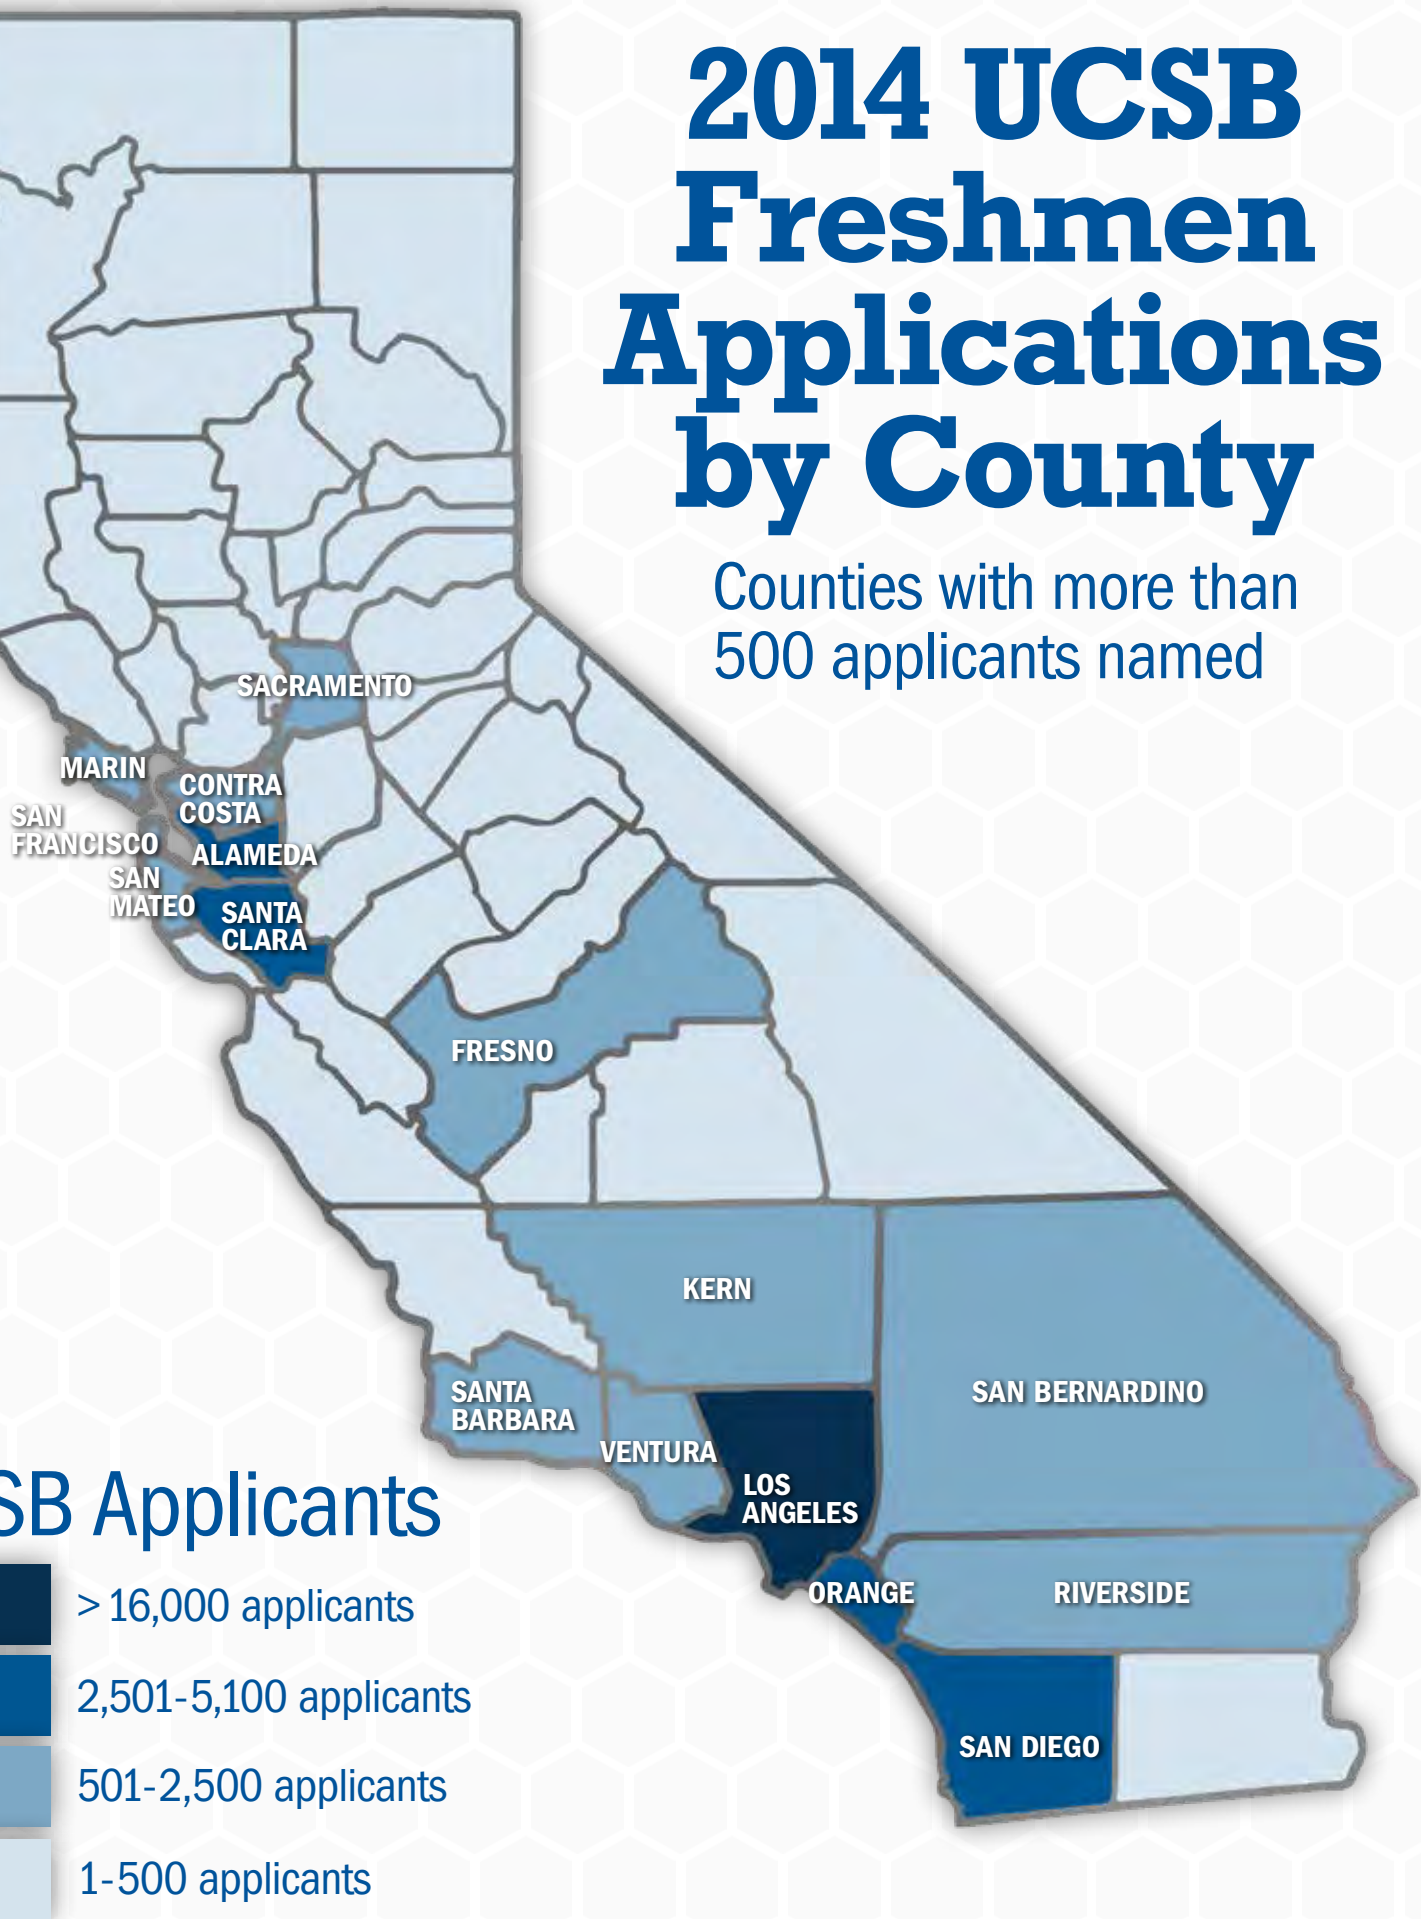 2014 UCSB
Freshmen
Applications
by County
Counties with more than
500 applicants named
SACRAMENTO
MARIN
CONTRA
COSTA
SAN
FRANCISCO
ALAMEDA
SAN
MATEO
SANTA
CLARA
FRESNO
KERN
SANTA
BARBARA
SAN BERNARDINO
VENTURA
LOS
ANGELES
ORANGE
RIVERSIDE
SAN DIEGO
SB Applicants
> 16,000 applicants
2,501-5,100 applicants
501-2,500 applicants
1-500 applicants